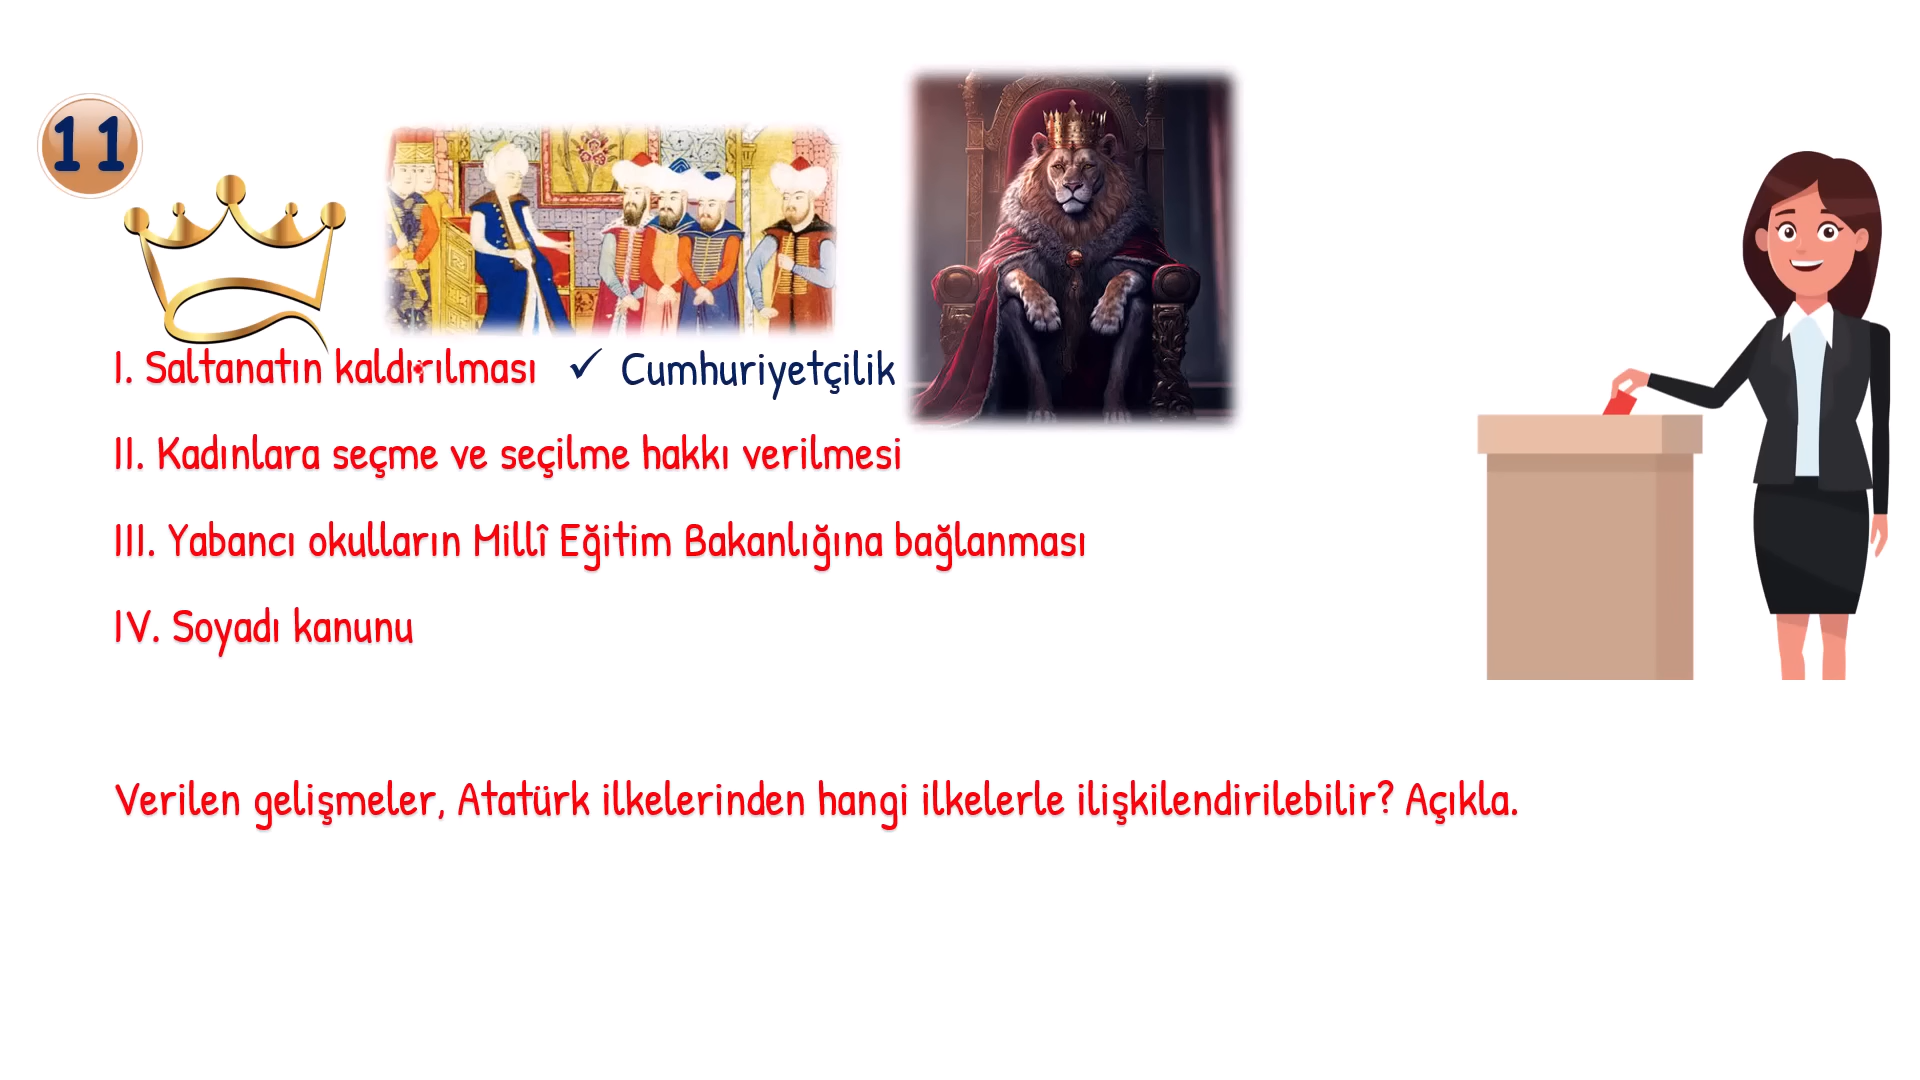 11
I. Saltanatın kaldırılması ✓ Cumhuriyetçilik
II. Kadınlara seçme ve seçilme hakkı verilmesi
III. Yabancı okulların Millî Eğitim Bakanlığına bağlanması
IV. Soyadı kanunu
Verilen gelişmeler, Atatürk ilkelerinden hangi ilkelerle ilişkilendirilebilir? Açıkla.